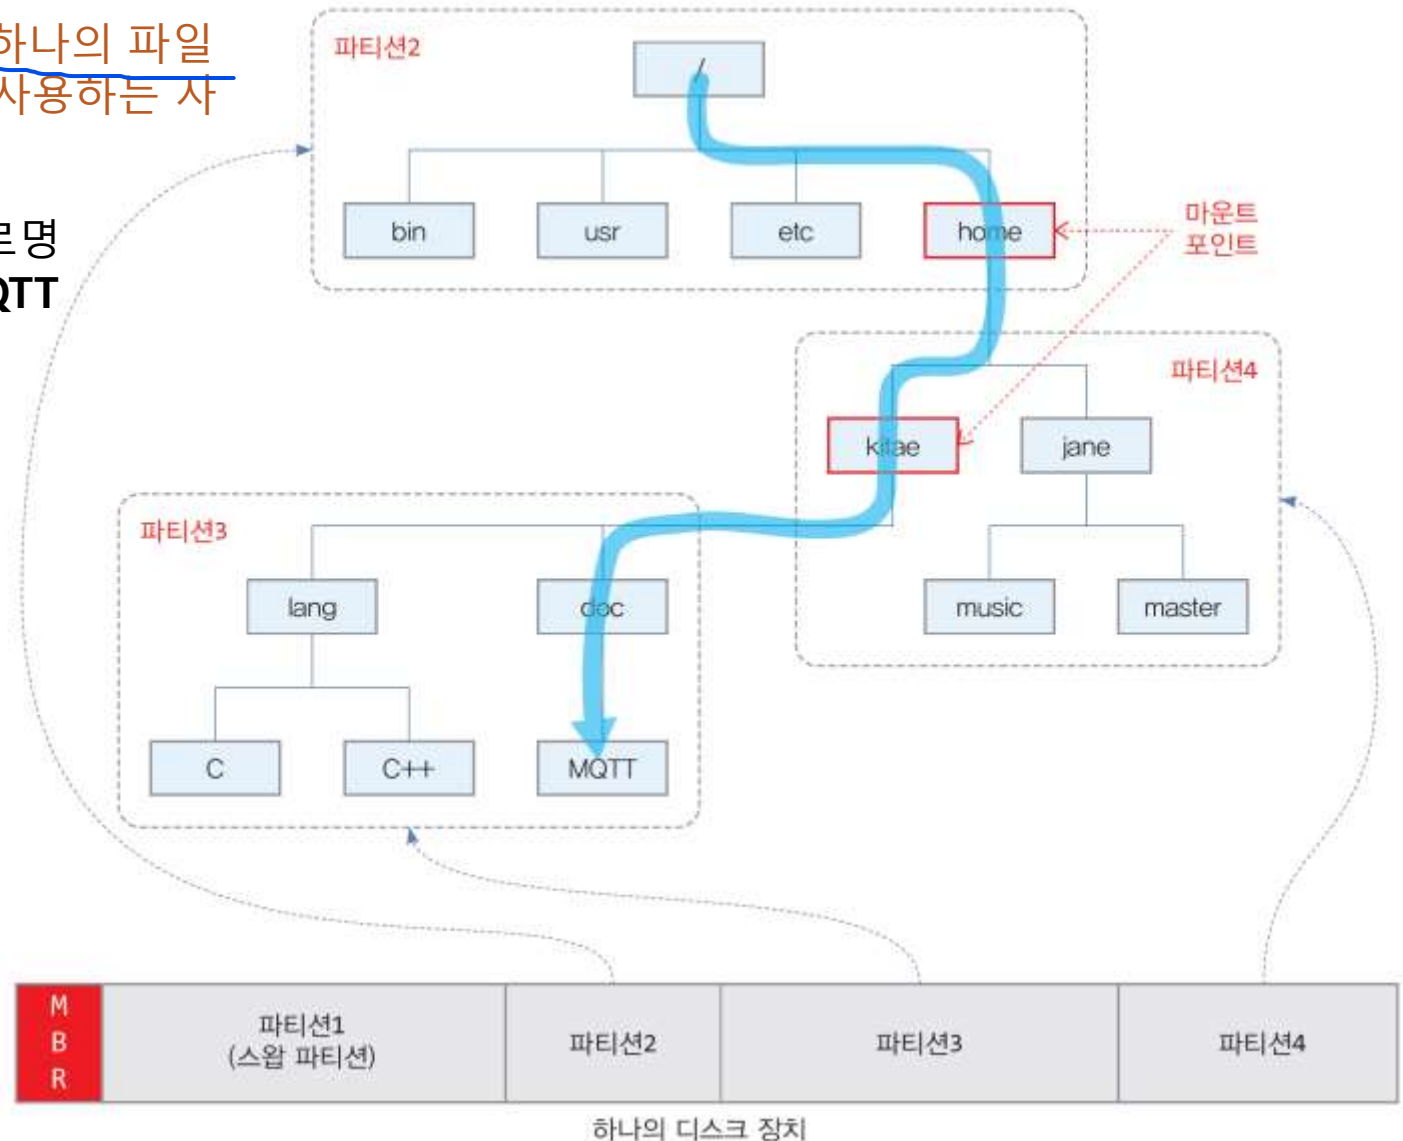 하나의 파일
사용하는 사
르명
QTT
파티션2
/
bin
usr
etc
home
마운트
포인트
파티션4
kitae
jane
music
master
파티션3
lang
doc
C
C++
MQTT
M
B
R
파티션1
(스왑 파티션)
파티션2
파티션3
파티션4
하나의 디스크 장치